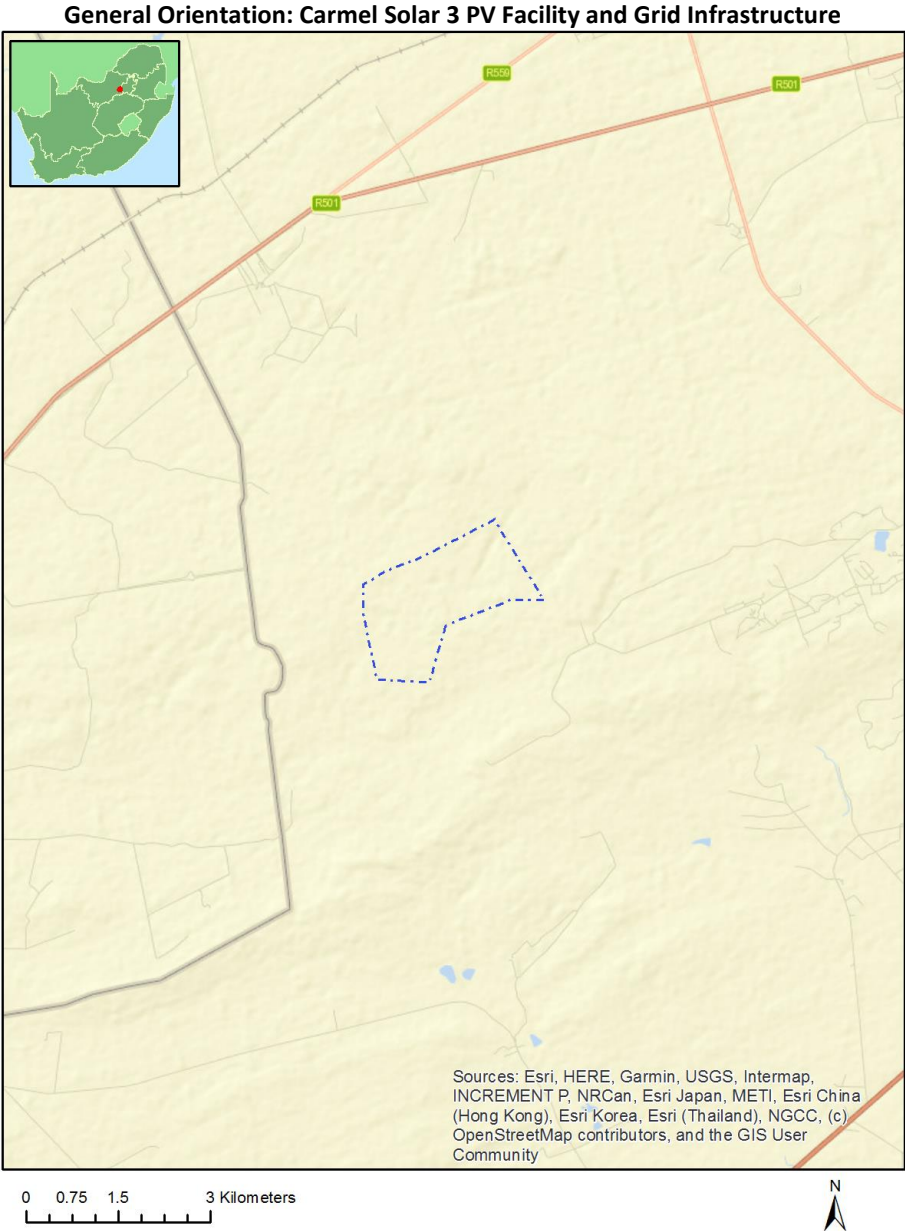 General Orientation: Carmel Solar 3 PV Facility and Grid Infrastructure
R559
R501
R501
Sources: Esri, HERE, Garmin, USGS, Intermap,
INCREMENT P, NRCan, Esri Japan, METI, Esri China
(Hong Kong), Esri Korea, Esri (Thailand), NGCC, (c)
OpenStreetMap contributors, and the GIS User
Community
0 0.75 1.5 3 Kilometers
N